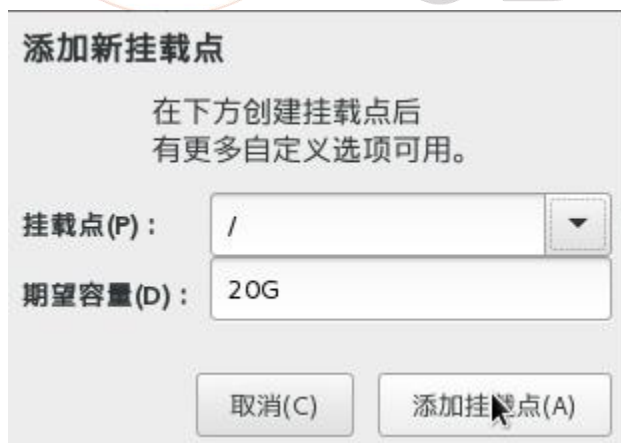 添加新挂载点
在下方创建挂载点后
有更多自定义选项可用。
挂载点(P)：
/
期望容量(D)：
20G
取消(C)
添加挂载点(A)